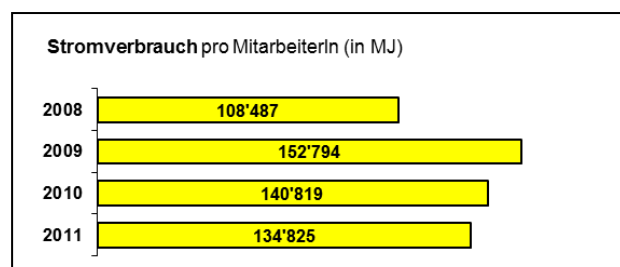 Stromverbrauch pro MitarbeiterIn (in MJ)
2008 108'487
2009 152'794
2010 140'819
2011 134'825